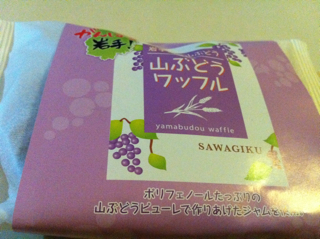 岩手!
山ぶどう
ワッフル
yamabudou waffle
SAWAGIKU
ポリフェノールたっぷりの
山ぶどうピューレで作りあげたジャムを